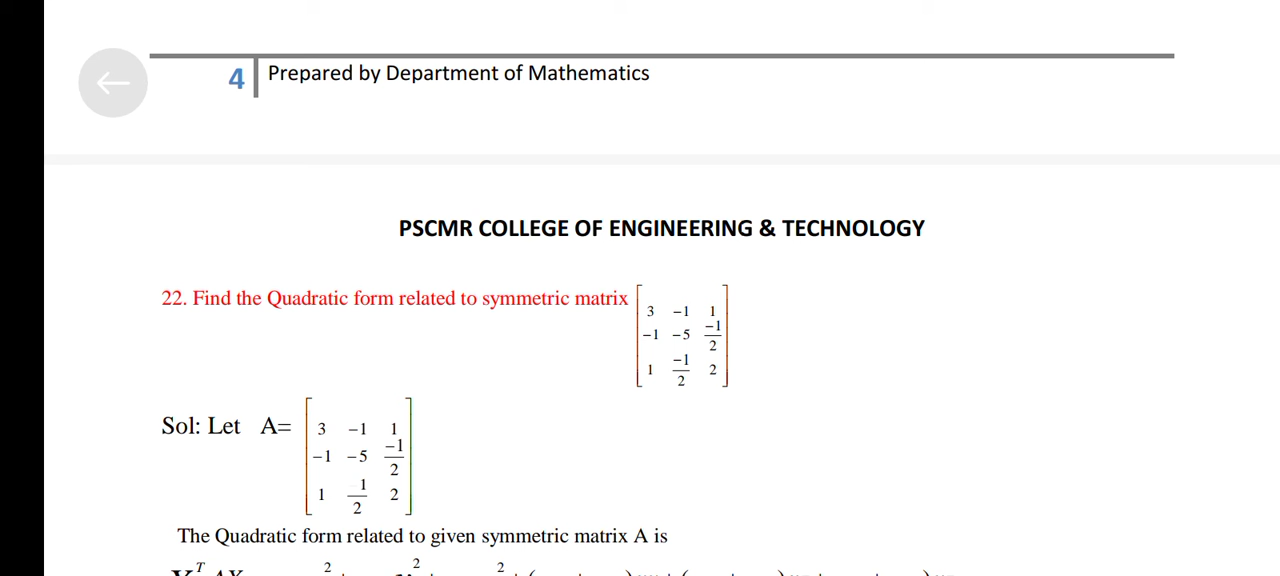 4 Prepared by Department of Mathematics
PSCMR COLLEGE OF ENGINEERING & TECHNOLOGY
22. Find the Quadratic form related to symmetric matrix
3 −1 1
−1 −5 −1/2
1 −1/2 2
Sol: Let A=
3 −1 1
−1 −5 −1/2
1 1/2 2
The Quadratic form related to given symmetric matrix A is